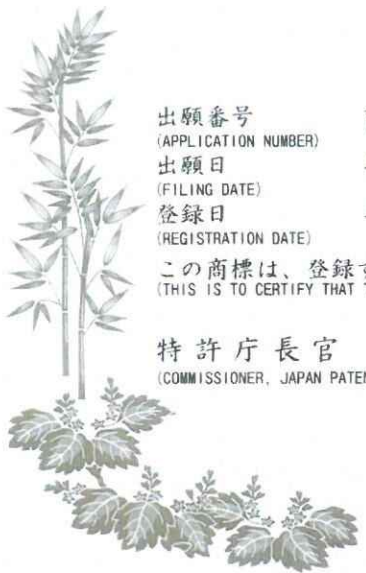 出願番号
(APPLICATION NUMBER)
出願日
(FILING DATE)
登録日
(REGISTRATION DATE)
この商標は、登録す
(THIS IS TO CERTIFY THAT
特許庁長官
(COMMISSIONER, JAPAN PATEN